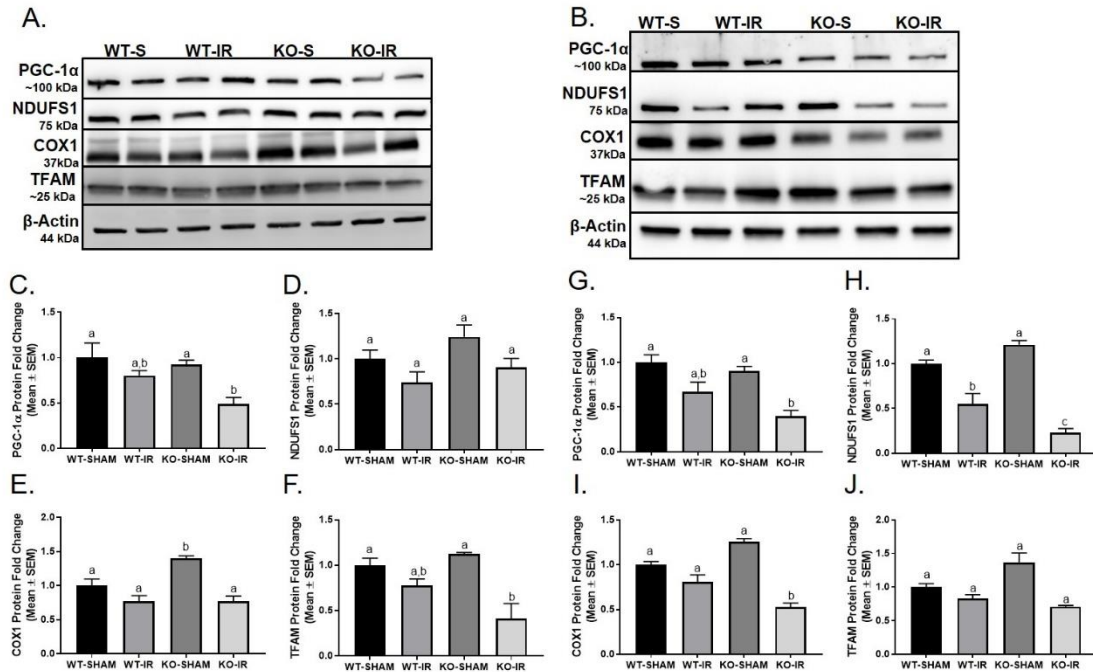 A.
WT-S WT-IR KO-S KO-IR
PGC-1α
~100 kDa
NDUFS1
75 kDa
COX1
37kDa
TFAM
~25 kDa
β-Actin
44 kDa
B.
WT-S WT-IR KO-S KO-IR
PGC-1α
~100 kDa
NDUFS1
75 kDa
COX1
37kDa
TFAM
~25 kDa
β-Actin
44 kDa
C.
PGC-1α Protein Fold Change
(Mean ± SEM)
1.5
1.0
0.5
0.0
a a,b a b
WT-SHAM WT-IR KO-SHAM KO-IR
D.
NDUFS1 Protein Fold Change
(Mean ± SEM)
1.5
1.0
0.5
0.0
a a a a
WT-SHAM WT-IR KO-SHAM KO-IR
G.
PGC-1α Protein Fold Change
(Mean ± SEM)
1.5
1.0
0.5
0.0
a a,b a b
WT-SHAM WT-IR KO-SHAM KO-IR
H.
NDUFS1 Protein Fold Change
(Mean ± SEM)
1.5
1.0
0.5
0.0
a b a c
WT-SHAM WT-IR KO-SHAM KO-IR
E.
COX1 Protein Fold Change
(Mean ± SEM)
2.0
1.5
1.0
0.5
0.0
a a b a
WT-SHAM WT-IR KO-SHAM KO-IR
F.
TFAM Protein Fold Change
(Mean ± SEM)
1.5
1.0
0.5
0.0
a a,b a b
WT-SHAM WT-IR KO-SHAM KO-IR
I.
COX1 Protein Fold Change
(Mean ± SEM)
1.5
1.0
0.5
0.0
a a a b
WT-SHAM WT-IR KO-SHAM KO-IR
J.
TFAM Protein Fold Change
(Mean ± SEM)
2.0
1.5
1.0
0.5
0.0
a a a a
WT-SHAM WT-IR KO-SHAM KO-IR